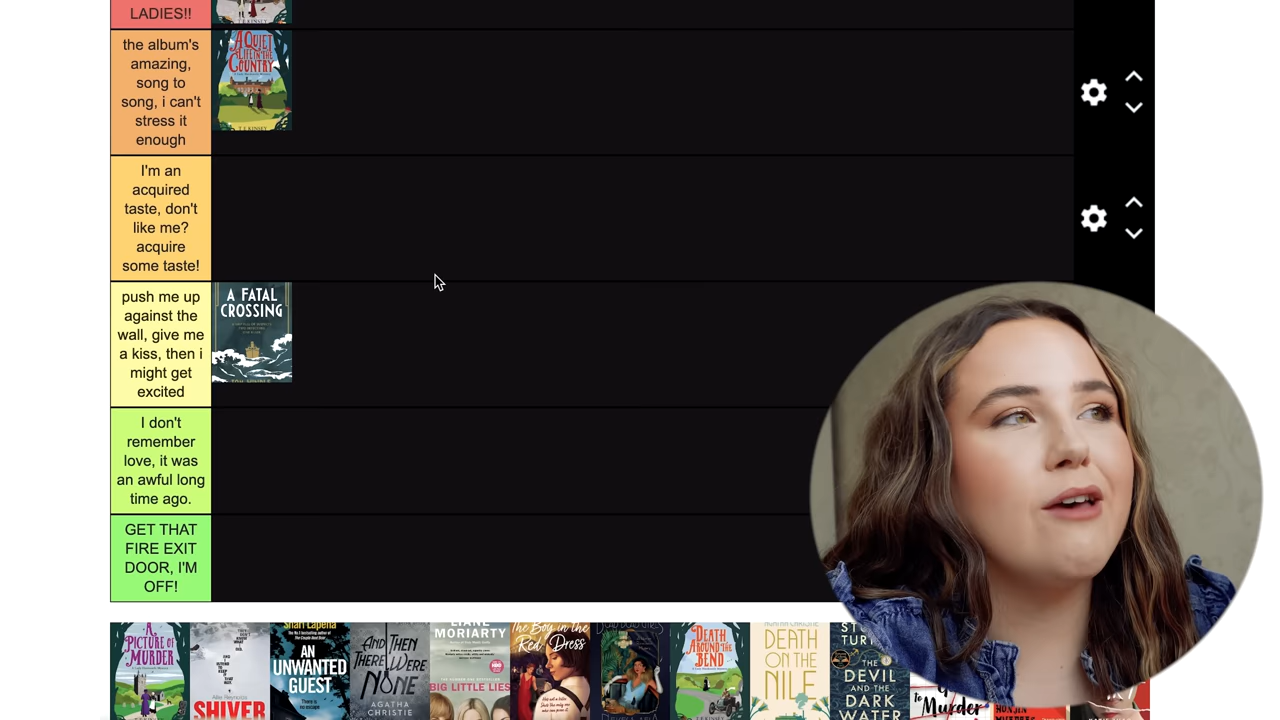 LADIES!!
A QUIET
LIFE IN THE
COUNTRY
T E KINSEY
the album's
amazing,
song to
song, i can't
stress it
enough
I'm an
acquired
taste, don't
like me?
acquire
some taste!
push me up
against the
wall, give me
a kiss, then i
might get
excited
A FATAL
CROSSING
I don't
remember
love, it was
an awful long
time ago.
GET THAT
FIRE EXIT
DOOR, I'M
OFF!
A
PICTURE OF
MURDER
SHIVER
Shari Lapena
AN
UNWANTED
GUEST
AND THEN
THERE WERE
NONE
AGATHA
CHRISTIE
LIANE
MORIARTY
BIG LITTLE LIES
The Boy in the
Red Dress
DEATH
AROUND THE
BEND
T E KINSEY
DEATH
ON THE
NILE
THE
DEVIL
AND THE
DARK
WATER
to Murder